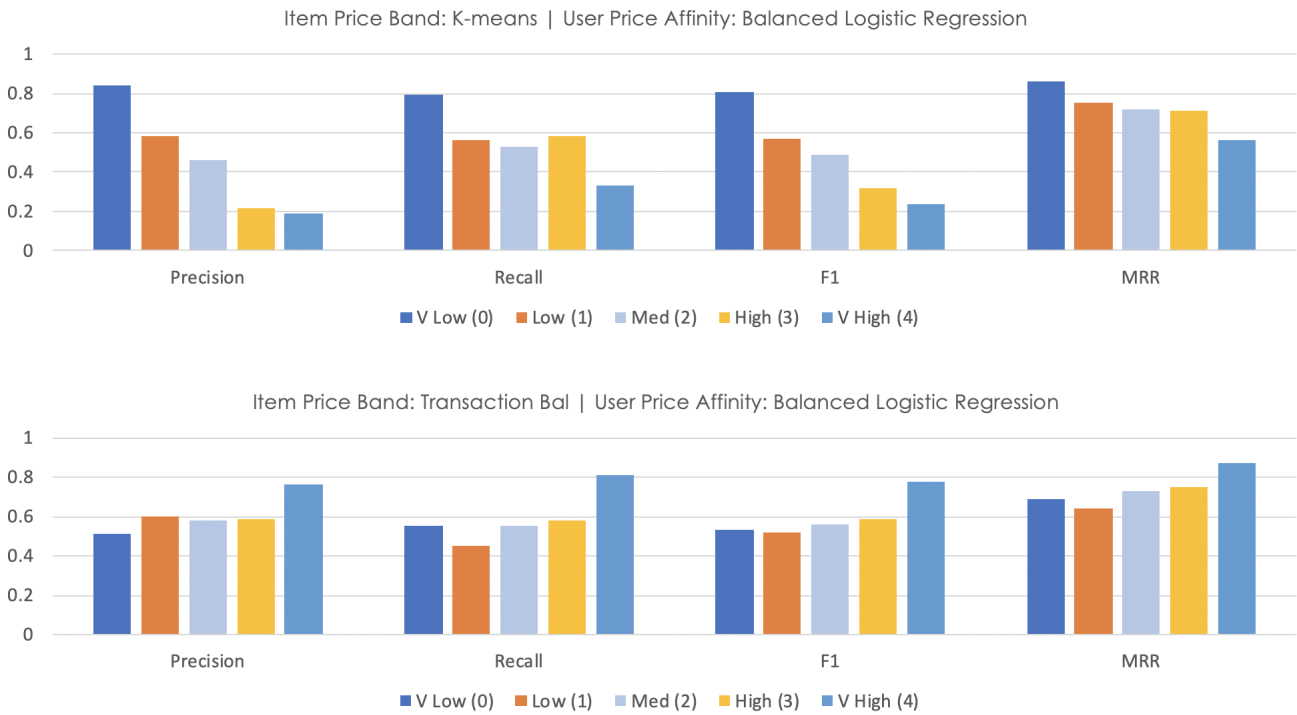 Item Price Band: K-means | User Price Affinity: Balanced Logistic Regression
1
0.8
0.6
0.4
0.2
0
Precision Recall F1 MRR
V Low (0) Low (1) Med (2) High (3) V High (4)
Item Price Band: Transaction Bal | User Price Affinity: Balanced Logistic Regression
1
0.8
0.6
0.4
0.2
0
Precision Recall F1 MRR
V Low (0) Low (1) Med (2) High (3) V High (4)